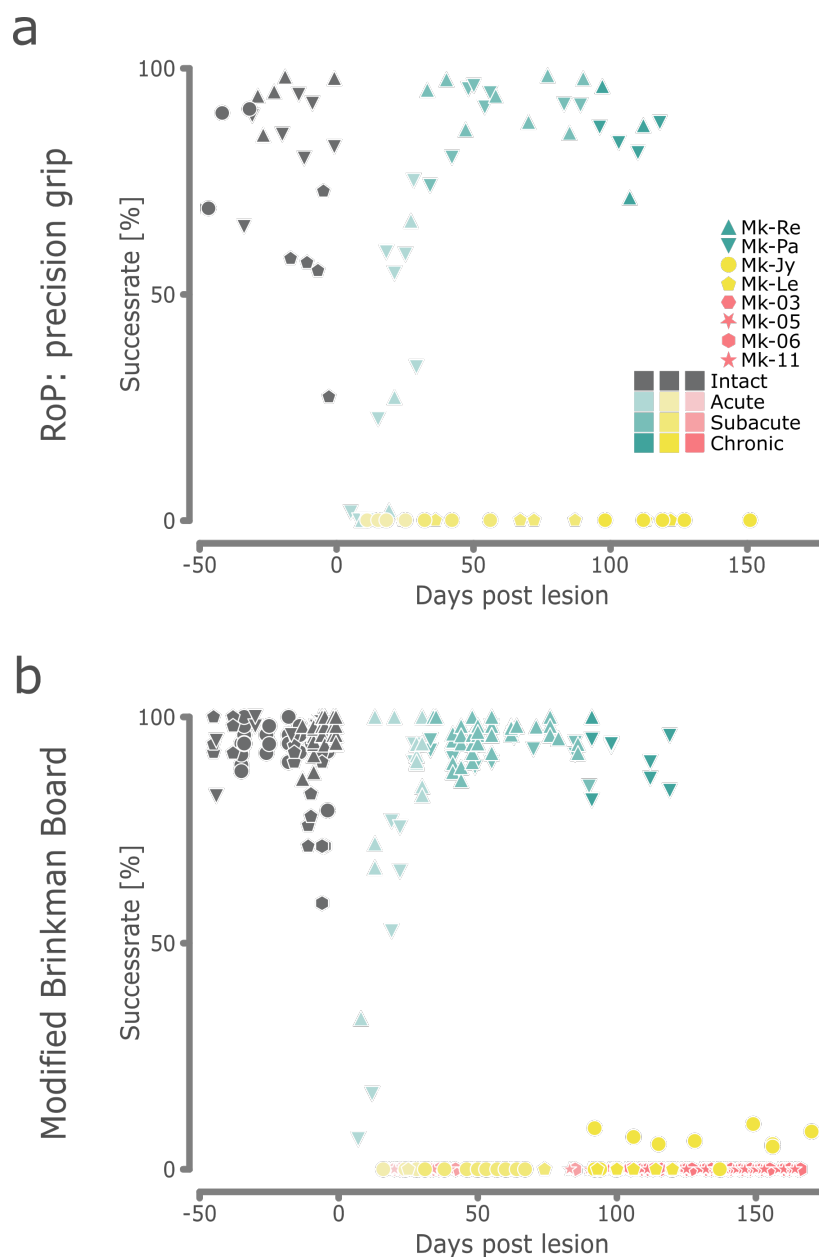 a
RoP: precision grip
Successrate [%]
100
50
0
-50
0
50
100
150
Days post lesion
Mk-Re
Mk-Pa
Mk-Jy
Mk-Le
Mk-03
Mk-05
Mk-06
Mk-11
Intact
Acute
Subacute
Chronic
b
Modified Brinkman Board
Successrate [%]
100
50
0
-50
0
50
100
150
Days post lesion